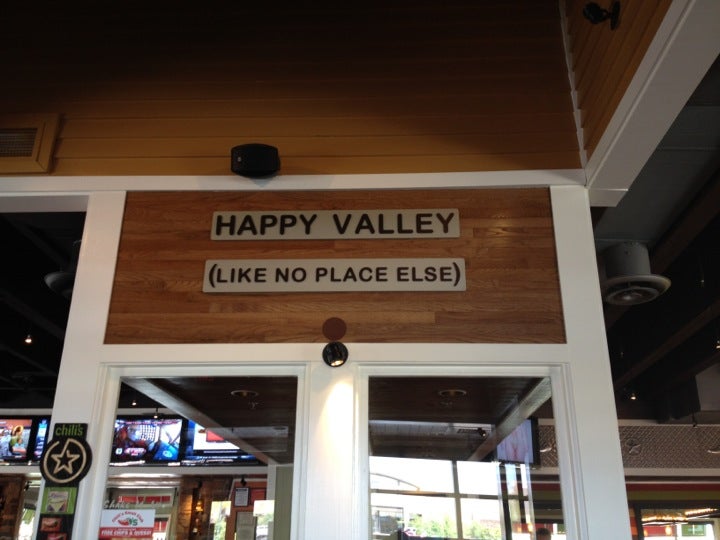 HAPPY VALLEY
(LIKE NO PLACE ELSE)
chili's
FREE CHIPS & QUESO!